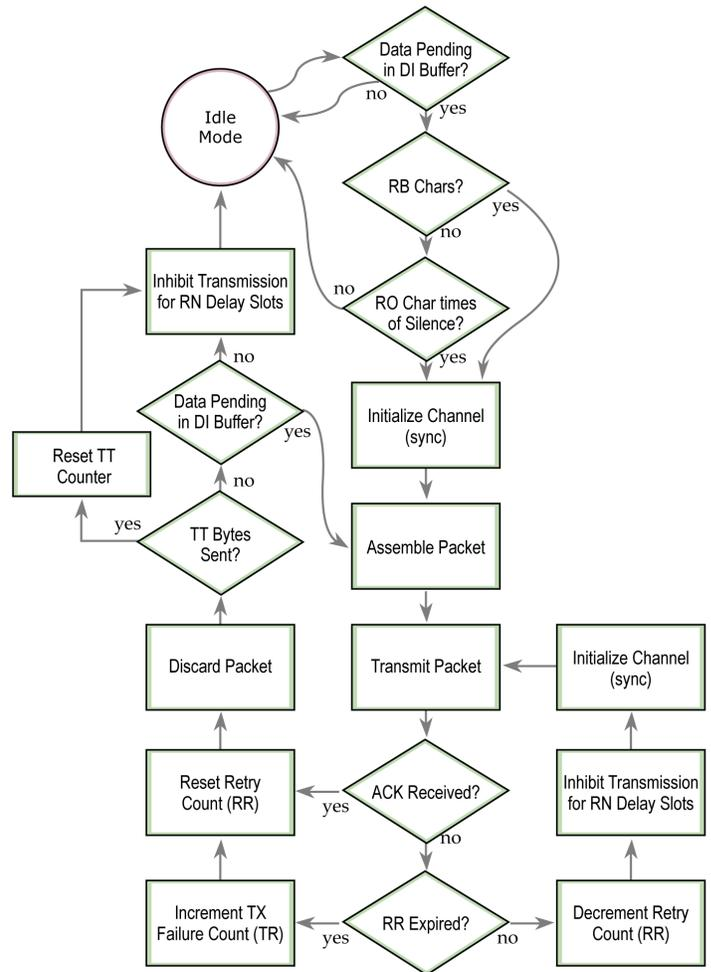 Data Pending
in DI Buffer?
no
yes
Idle
Mode
RB Chars?
yes
no
Inhibit Transmission
for RN Delay Slots
no
RO Char times
of Silence?
yes
no
Data Pending
in DI Buffer?
yes
Initialize Channel
(sync)
Reset TT
Counter
no
yes
TT Bytes
Sent?
Assemble Packet
Discard Packet
Transmit Packet
Initialize Channel
(sync)
Reset Retry
Count (RR)
yes
ACK Received?
no
Inhibit Transmission
for RN Delay Slots
Increment TX
Failure Count (TR)
yes
RR Expired?
no
Decrement Retry
Count (RR)